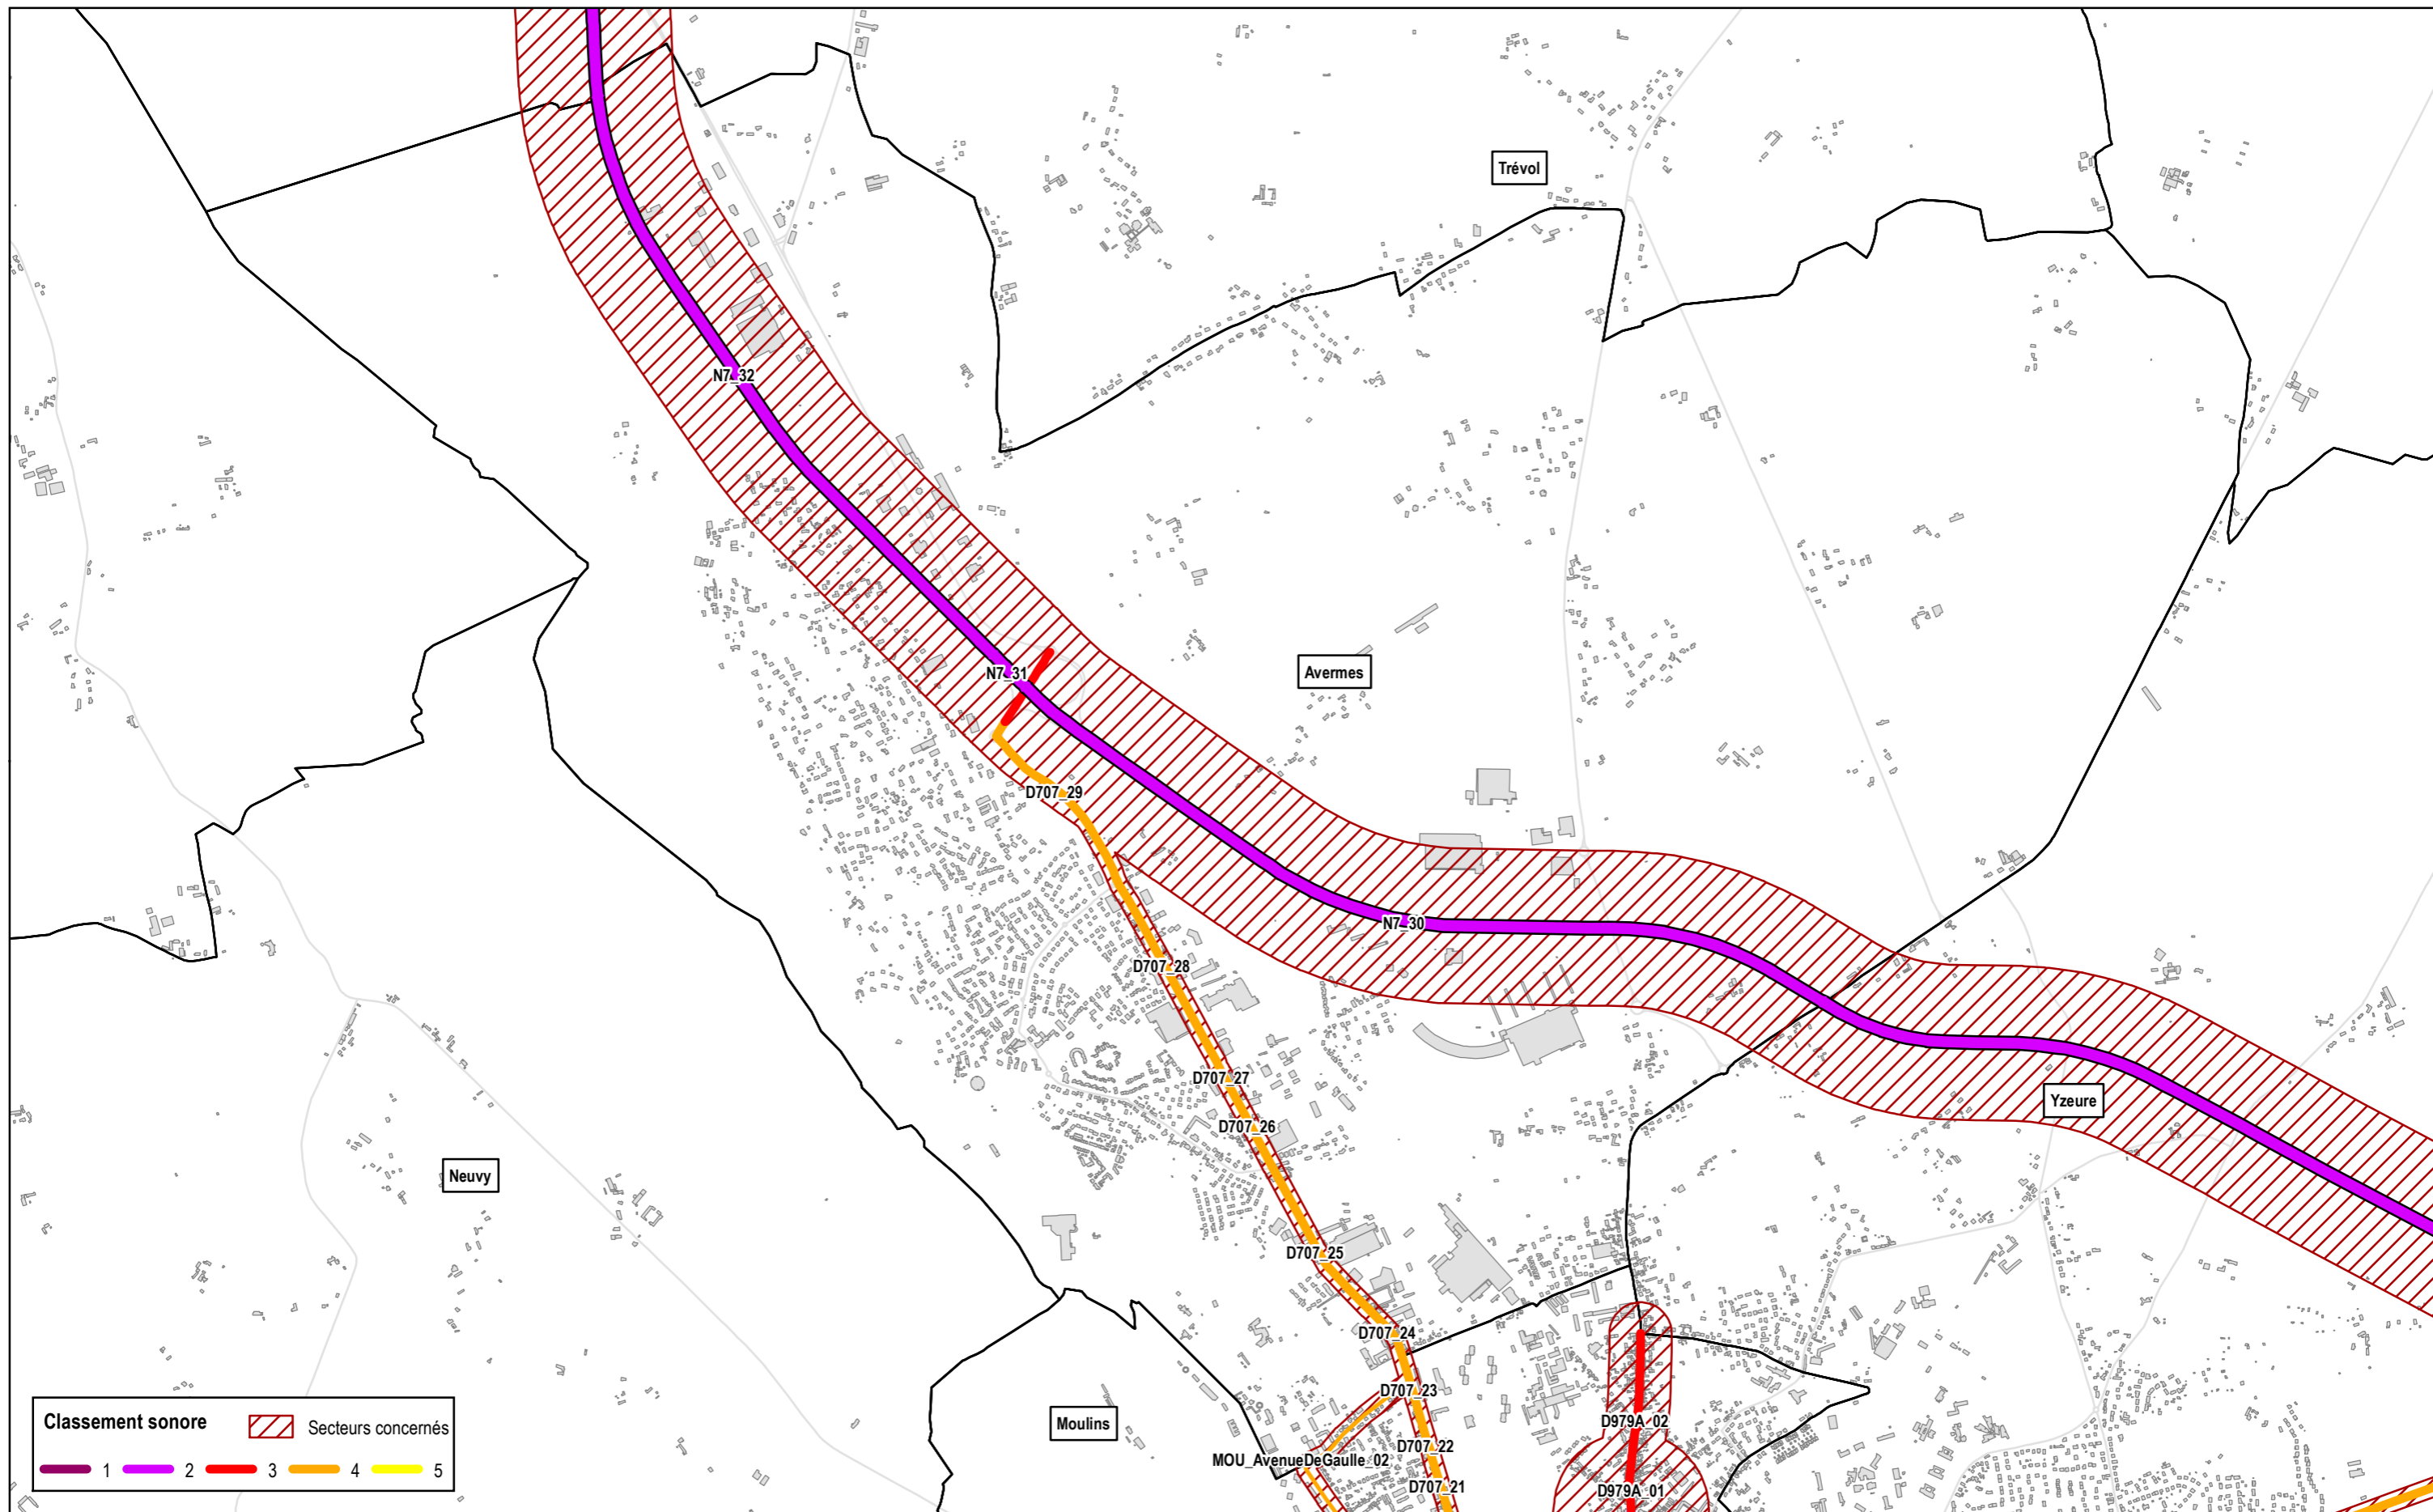 Trévol
N7_32
N7_31
Avermes
D707_29
N7_30
D707_28
D707_27
Yzeure
D707_26
Neuvy
D707_25
D707_24
D707_23
Moulins
D979A_02
D707_22
MOU_AvenueDeGaulle_02
D707_21
D979A_01
Classement sonore
Secteurs concernés
1 2 3 4 5